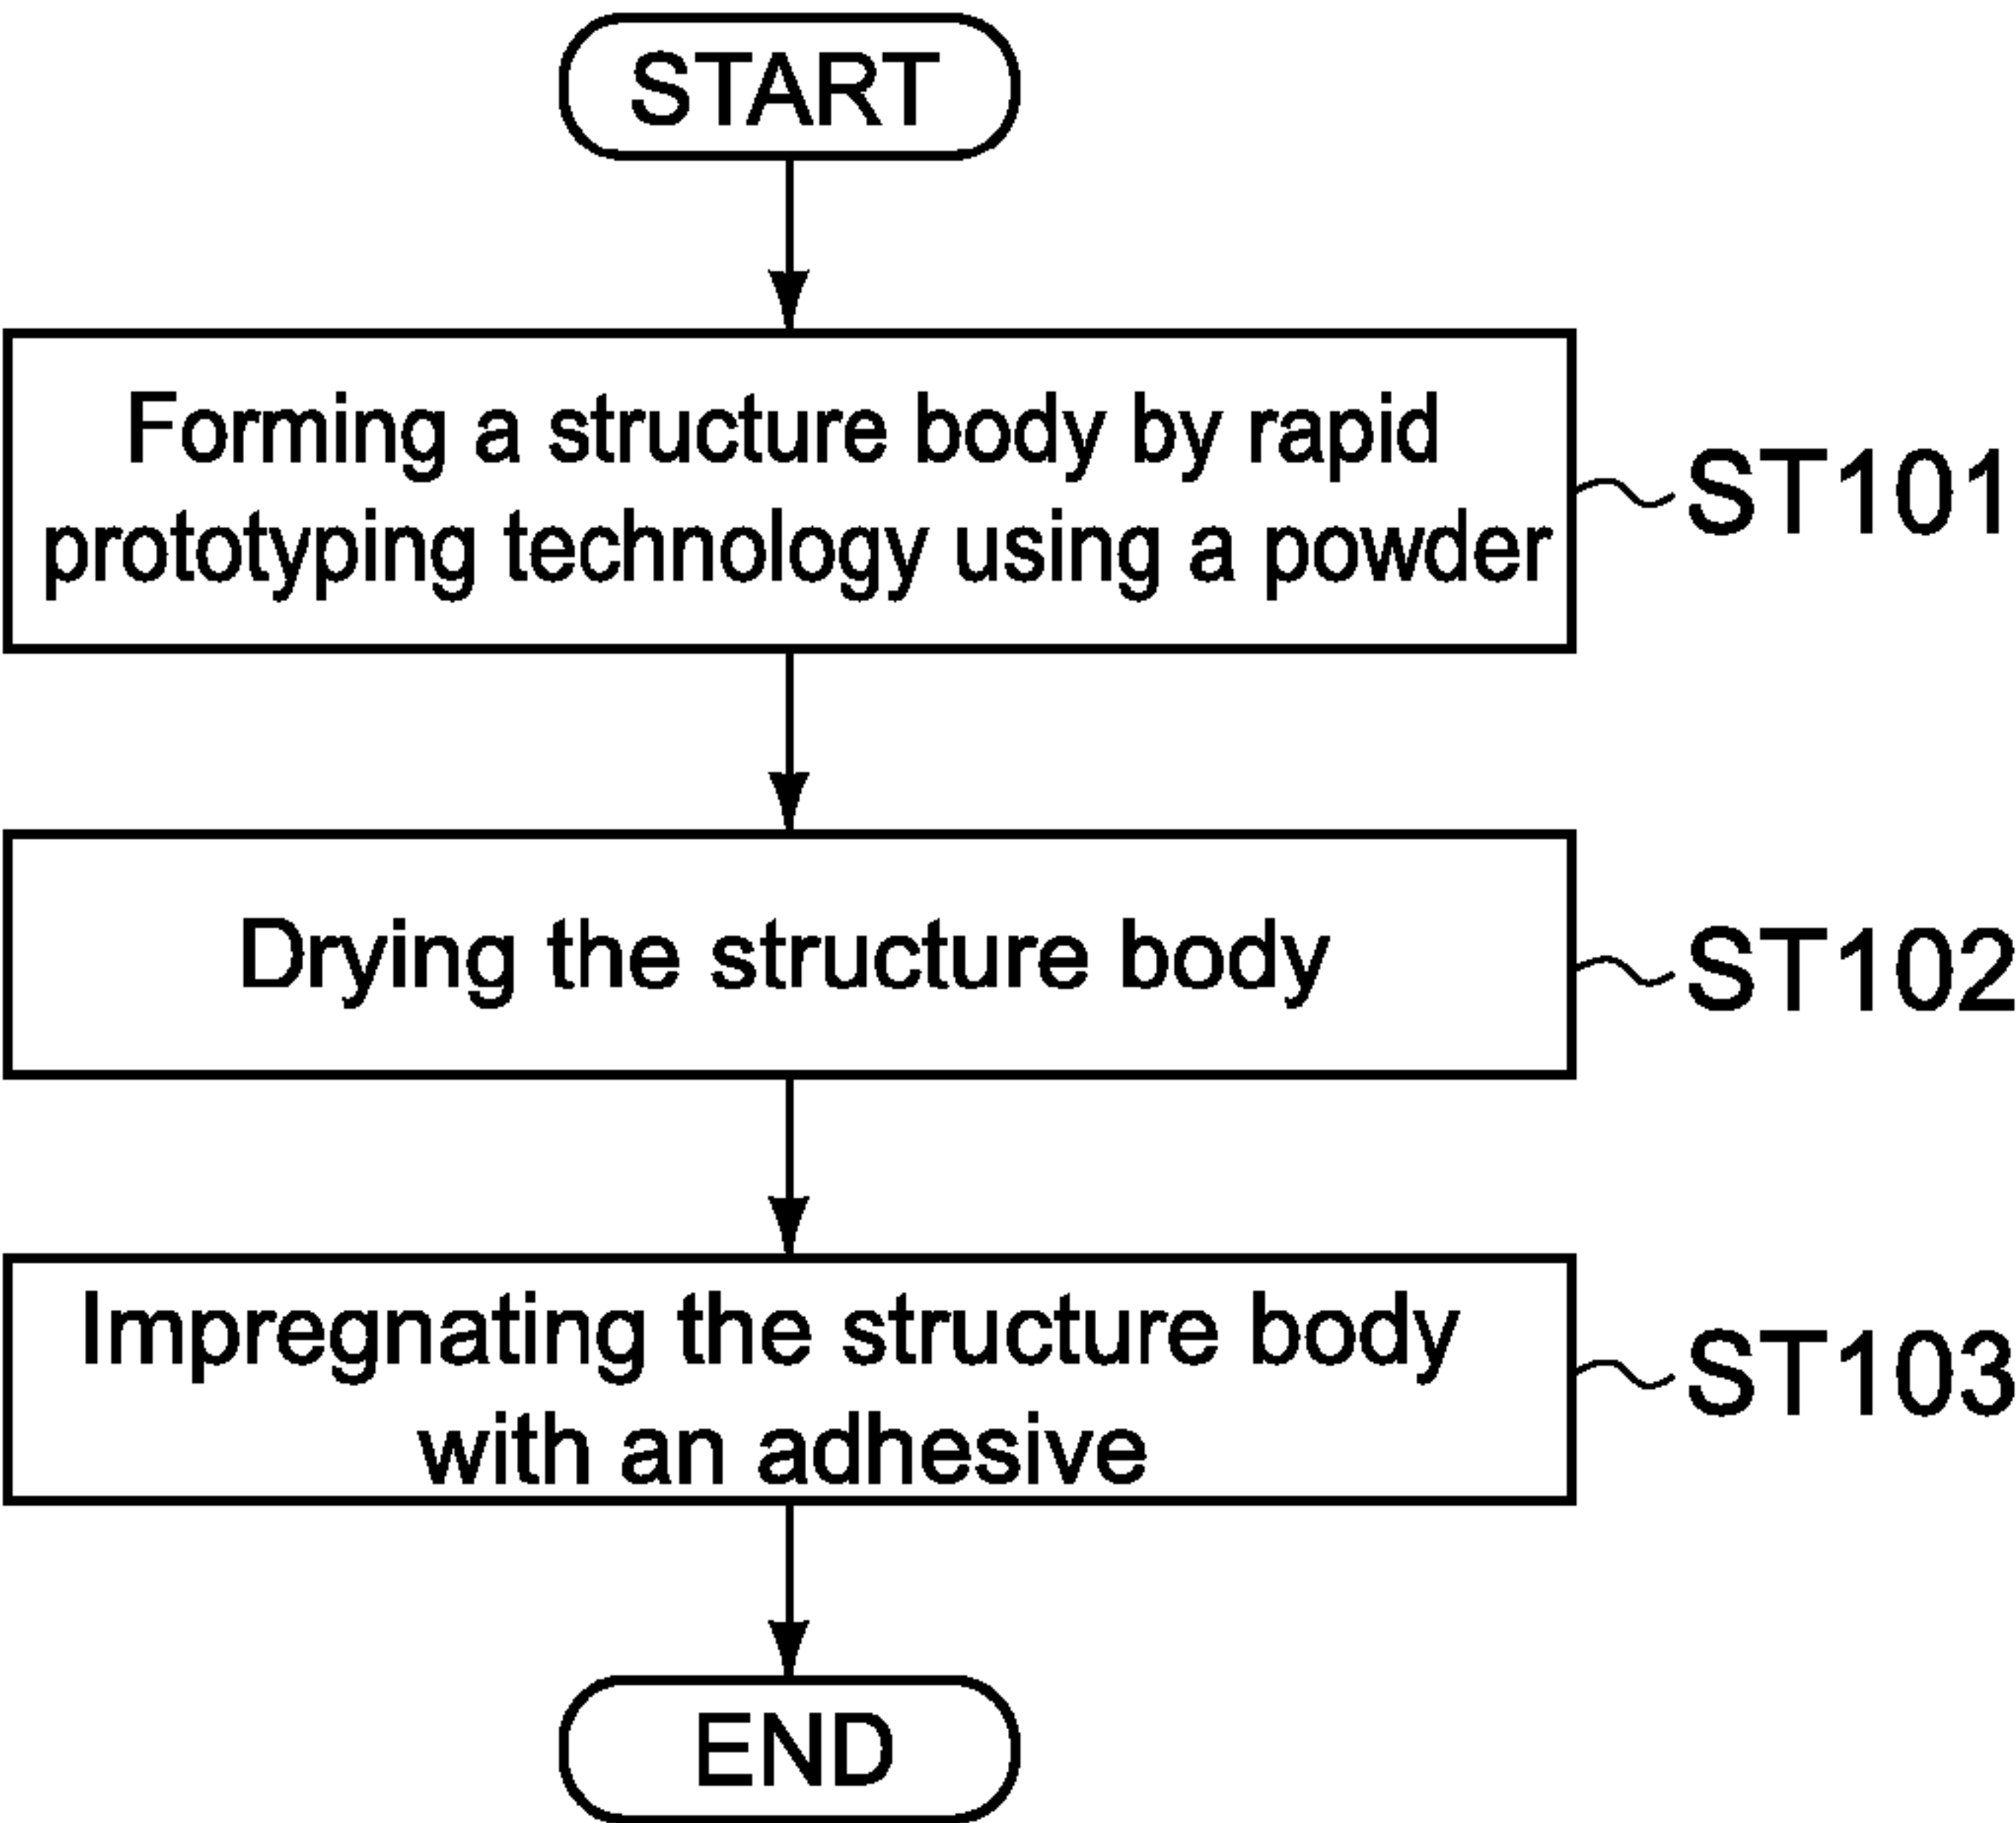 START
Forming a structure body by rapid
prototyping technology using a powder
ST101
Drying the structure body
ST102
Impregnating the structure body
with an adhesive
ST103
END